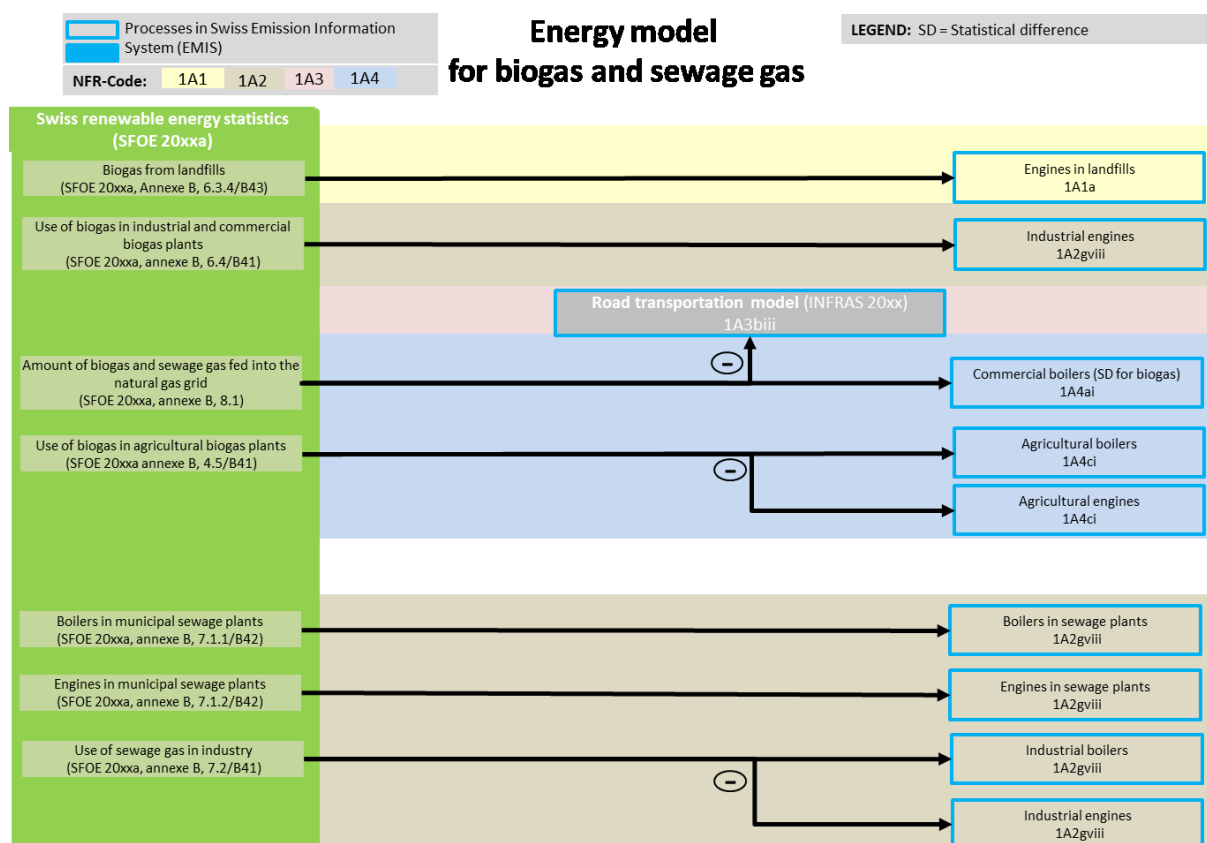 Processes in Swiss Emission Information
System (EMIS)
NFR-Code: 1A1 1A2 1A3 1A4
Energy model
for biogas and sewage gas
LEGEND: SD = Statistical difference
Swiss renewable energy statistics
(SFOE 20xxa)
Biogas from landfills
(SFOE 20xxa, Annexe B, 6.3.4/B43)
Engines in landfills
1A1a
Use of biogas in industrial and commercial
biogas plants
(SFOE 20xxa, annexe B, 6.4/B41)
Industrial engines
1A2gviii
Road transportation model (INFRAS 20xx)
1A3biii
Amount of biogas and sewage gas fed into the
natural gas grid
(SFOE 20xxa, annexe B, 8.1)
-
Commercial boilers (SD for biogas)
1A4ai
Use of biogas in agricultural biogas plants
(SFOE 20xxa annexe B, 4.5/B41)
-
Agricultural boilers
1A4ci
Agricultural engines
1A4ci
Boilers in municipal sewage plants
(SFOE 20xxa, annexe B, 7.1.1/B42)
Boilers in sewage plants
1A2gviii
Engines in municipal sewage plants
(SFOE 20xxa, annexe B, 7.1.2/B42)
Engines in sewage plants
1A2gviii
Use of sewage gas in industry
(SFOE 20xxa, annexe B, 7.2/B41)
-
Industrial boilers
1A2gviii
Industrial engines
1A2gviii